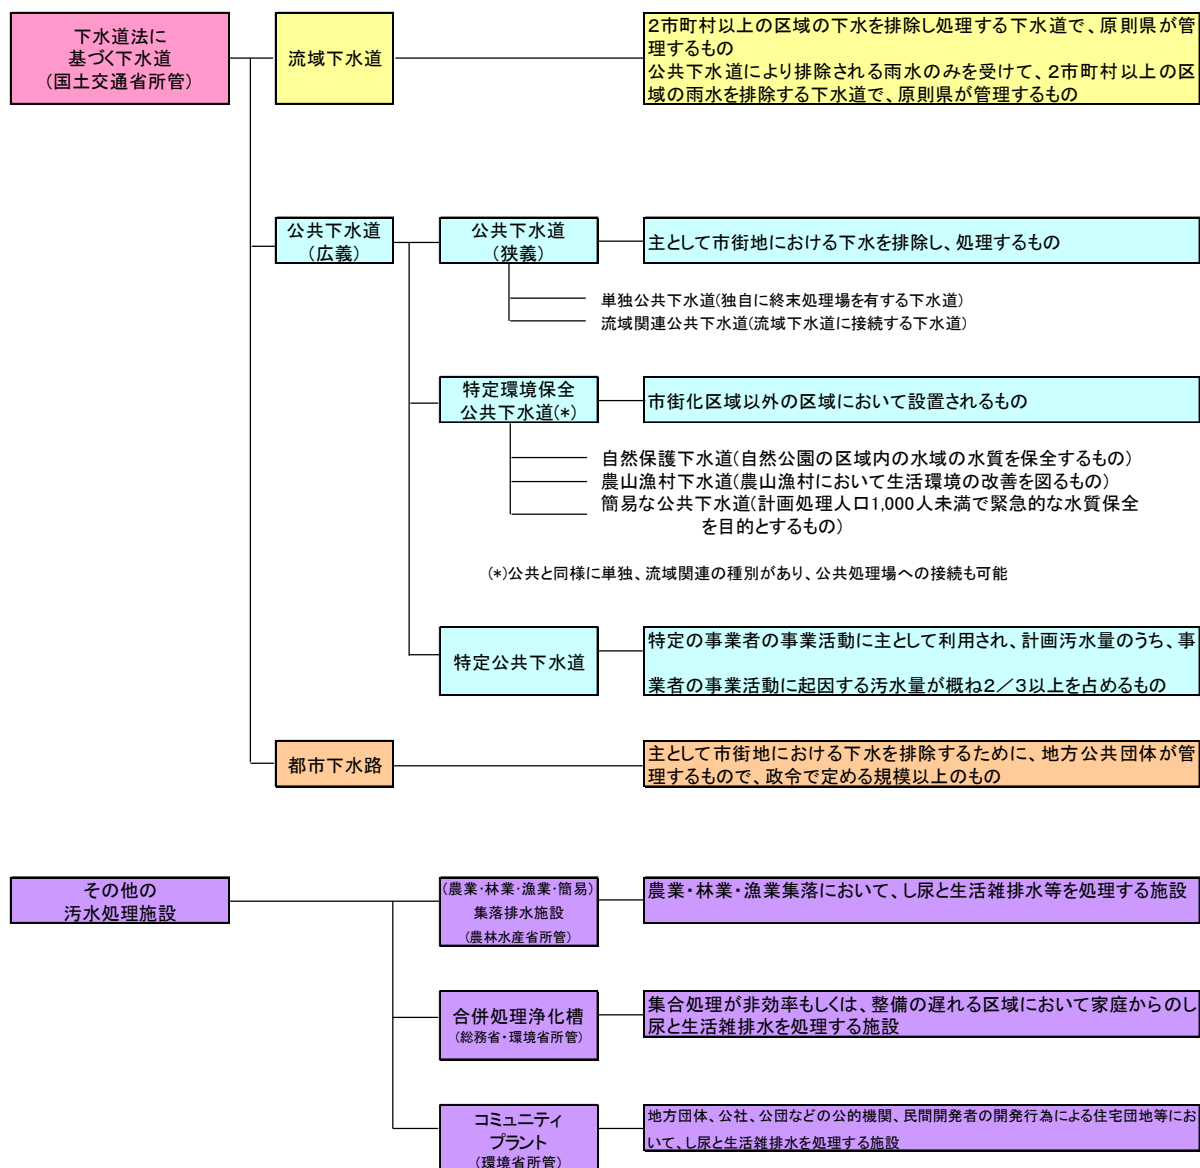 下水道法に
基づく下水道
（国土交通省所管）
流域下水道
２市町村以上の区域の下水を排除し処理する下水道で、原則県が管
理するもの
公共下水道により排除される雨水のみを受けて、２市町村以上の区
域の雨水を排除する下水道で、原則県が管理するもの
公共下水道
（広義）
公共下水道
（狭義）
主として市街地における下水を排除し、処理するもの
単独公共下水道(独自に終末処理場を有する下水道)
流域関連公共下水道(流域下水道に接続する下水道)
特定環境保全
公共下水道(*)
市街化区域以外の区域において設置されるもの
自然保護下水道(自然公園の区域内の水域の水質を保全するもの)
農山漁村下水道(農山漁村において生活環境の改善を図るもの)
簡易な公共下水道(計画処理人口1,000人未満で緊急的な水質保全
を目的とするもの)
(*)公共と同様に単独、流域関連の種別があり、公共処理場への接続も可能
特定公共下水道
特定の事業者の事業活動に主として利用され、計画汚水量のうち、事
業者の事業活動に起因する汚水量が概ね２／３以上を占めるもの
都市下水路
主として市街地における下水を排除するために、地方公共団体が管
理するもので、政令で定める規模以上のもの
その他の
汚水処理施設
(農業・林業・漁業・簡易)
集落排水施設
(農林水産省所管)
農業・林業・漁業集落において、し尿と生活雑排水等を処理する施設
合併処理浄化槽
(総務省・環境省所管)
集合処理が非効率もしくは、整備の遅れる区域において家庭からのし
尿と生活雑排水を処理する施設
コミュニティ
プラント
(環境省所管)
地方団体、公社、公団などの公的機関、民間開発者の開発行為による住宅団地等にお
いて、し尿と生活雑排水を処理する施設